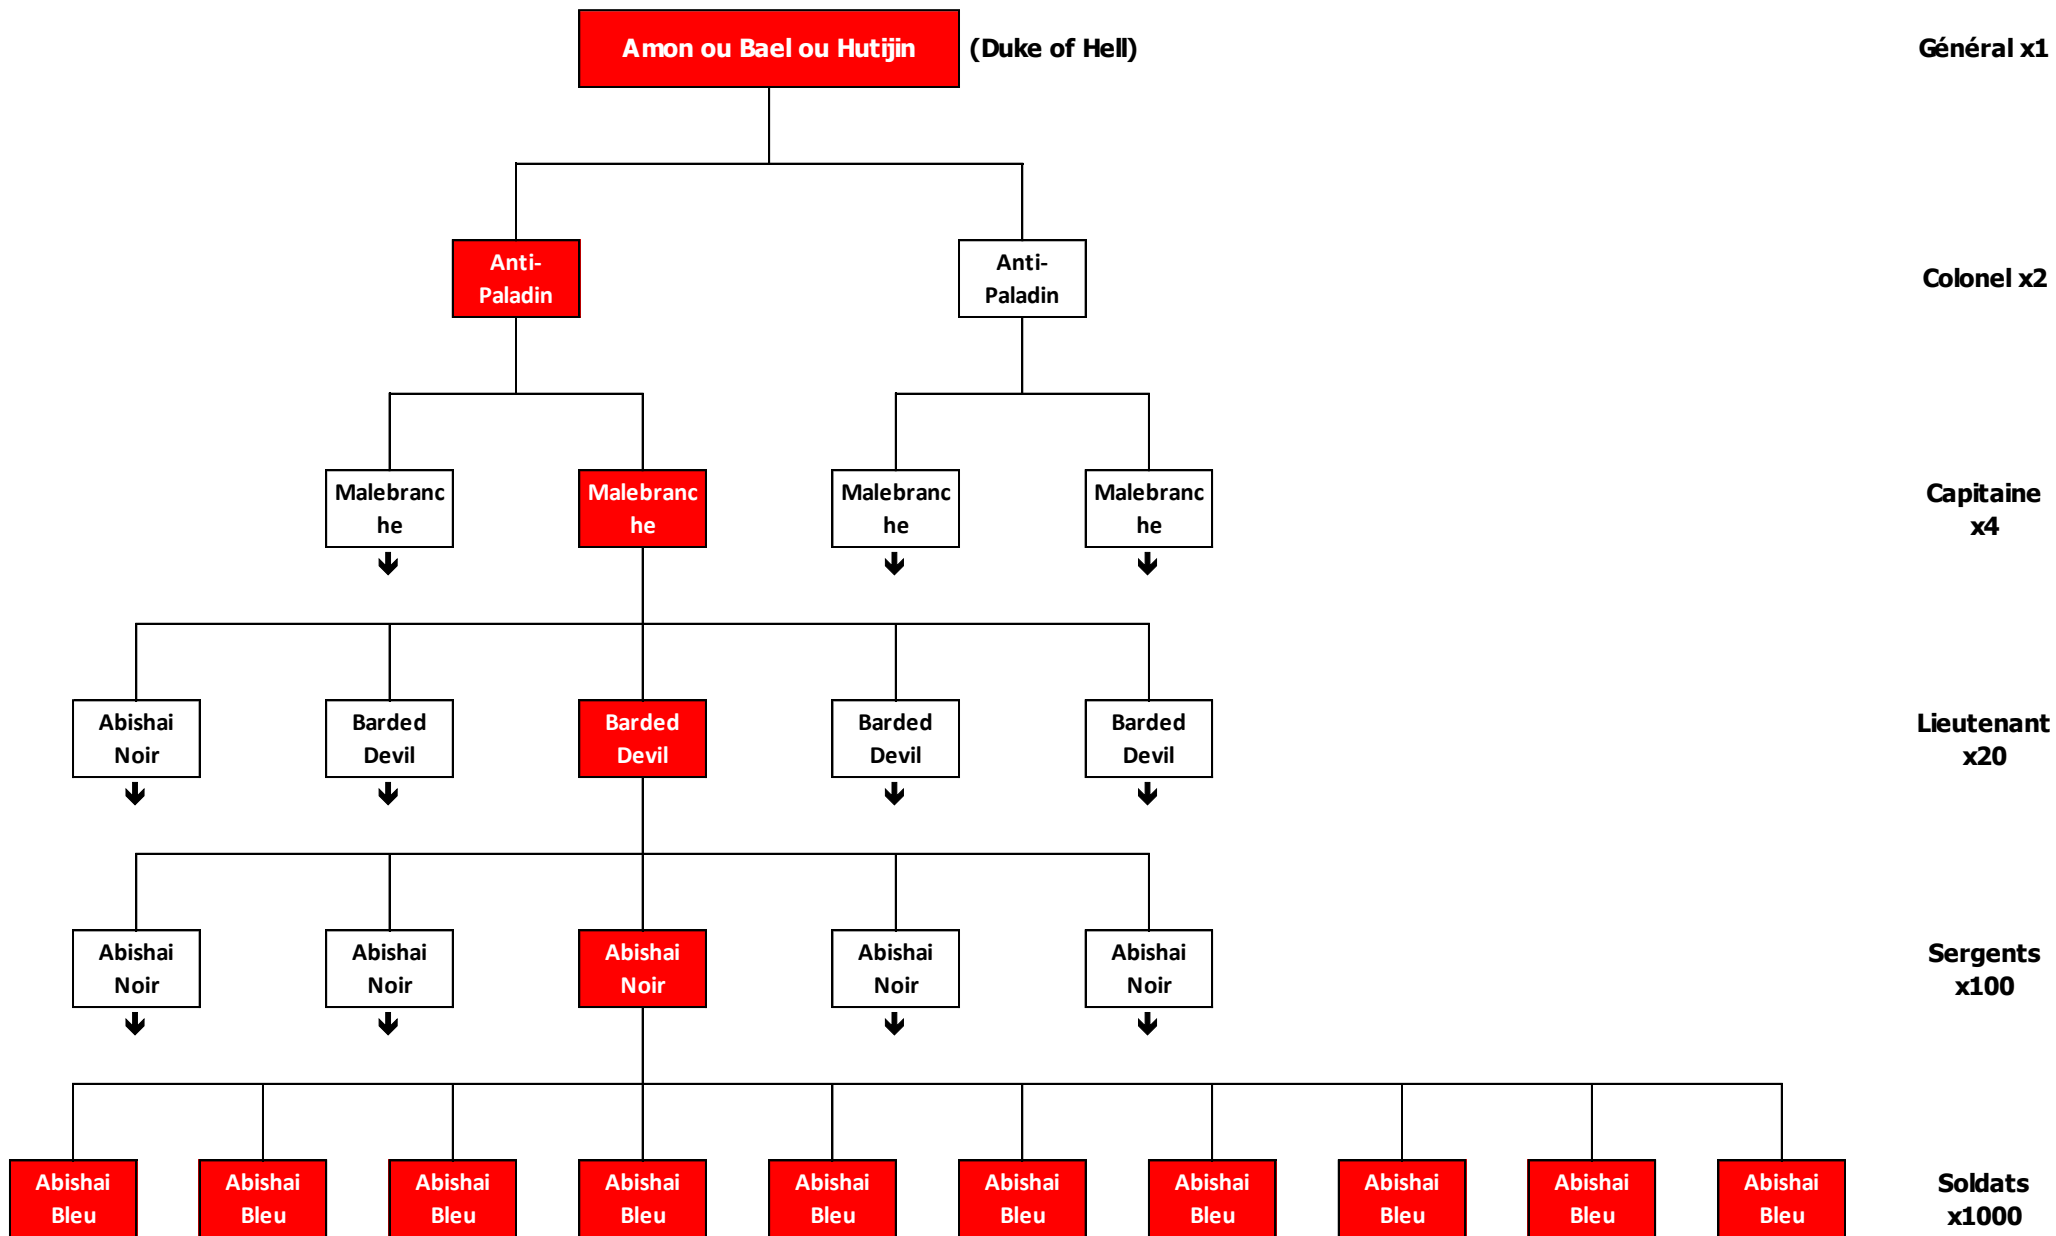 Amon ou Bael ou Hutijin (Duke of Hell) Général x1
Anti-
Paladin
Anti-
Paladin
Colonel x2
Malebranc
he
Malebranc
he
Malebranc
he
Malebranc
he
Capitaine
x4
Abishai
Noir
Barded
Devil
Barded
Devil
Barded
Devil
Barded
Devil
Lieutenant
x20
Abishai
Noir
Abishai
Noir
Abishai
Noir
Abishai
Noir
Abishai
Noir
Sergents
x100
Abishai
Bleu
Abishai
Bleu
Abishai
Bleu
Abishai
Bleu
Abishai
Bleu
Abishai
Bleu
Abishai
Bleu
Abishai
Bleu
Abishai
Bleu
Abishai
Bleu
Soldats
x1000